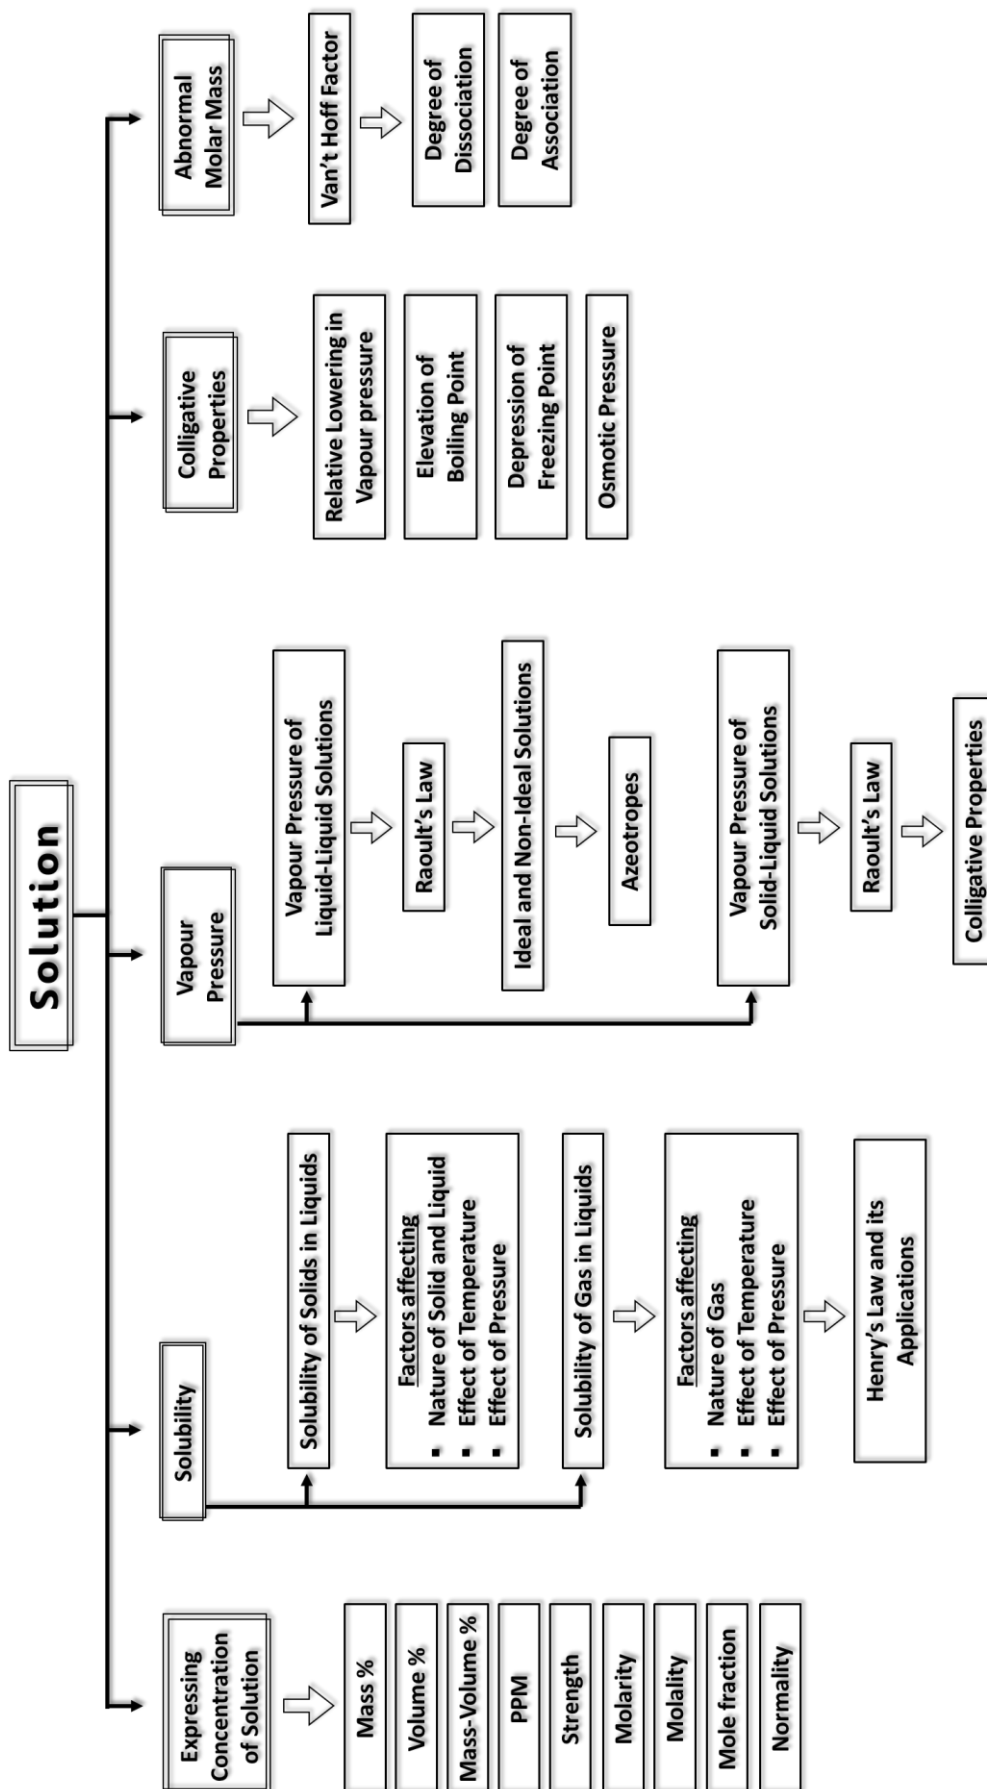 Solution
Expressing
Concentration
of Solution
Mass %
Volume %
Mass-Volume %
PPM
Strength
Molarity
Molality
Mole fraction
Normality
Solubility
Solubility of Solids in Liquids
Factors affecting
▪ Nature of Solid and Liquid
▪ Effect of Temperature
▪ Effect of Pressure
Solubility of Gas in Liquids
Factors affecting
▪ Nature of Gas
▪ Effect of Temperature
▪ Effect of Pressure
Henry's Law and its
Applications
Vapour
Pressure
Vapour Pressure of
Liquid-Liquid Solutions
Raoult's Law
Ideal and Non-Ideal Solutions
Azeotropes
Vapour Pressure of
Solid-Liquid Solutions
Raoult's Law
Colligative Properties
Colligative
Properties
Relative Lowering in
Vapour pressure
Elevation of
Boiling Point
Depression of
Freezing Point
Osmotic Pressure
Abnormal
Molar Mass
Van't Hoff Factor
Degree of
Dissociation
Degree of
Association